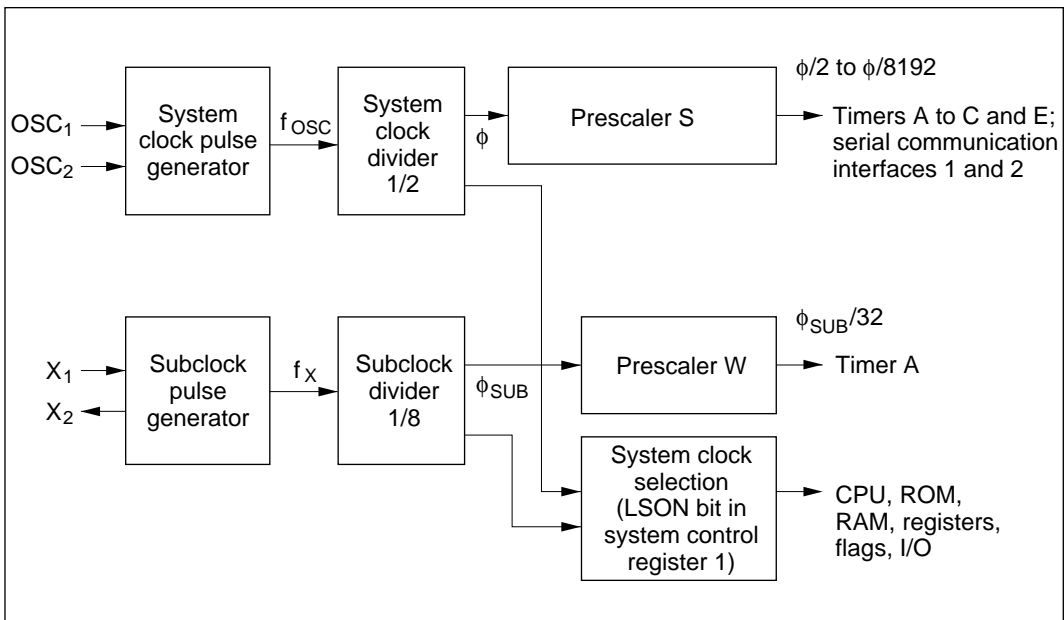 OSC1
OSC2
System
clock pulse
generator
fOSC
System
clock
divider
1/2
ϕ
Prescaler S
ϕ/2 to ϕ/8192
Timers A to C and E;
serial communication
interfaces 1 and 2
X1
X2
Subclock
pulse
generator
fX
Subclock
divider
1/8
ϕSUB
Prescaler W
ϕSUB/32
Timer A
System clock
selection
(LSON bit in
system control
register 1)
CPU, ROM,
RAM, registers,
flags, I/O